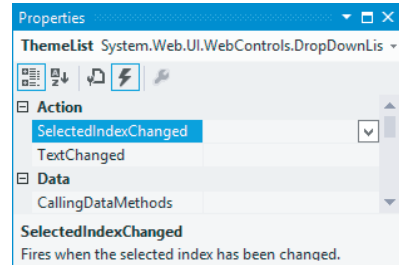 Properties
ThemeList System.Web.UI.WebControls.DropDownLis
Action
SelectedIndexChanged
TextChanged
Data
CallingDataMethods
SelectedIndexChanged
Fires when the selected index has been changed.